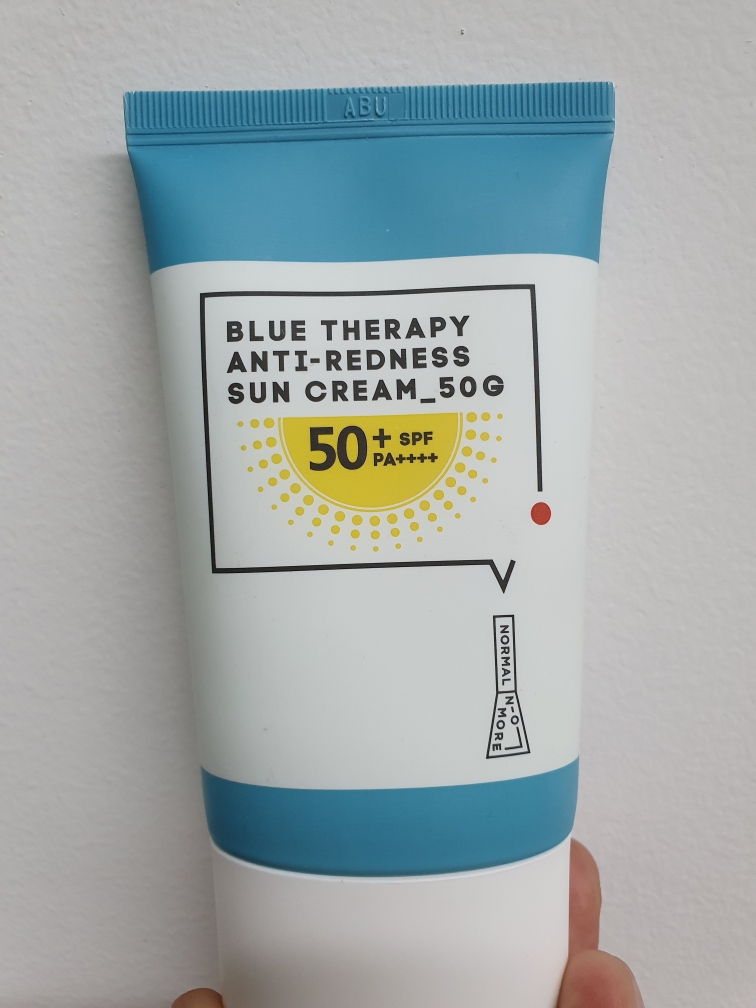 ABU
BLUE THERAPY
ANTI-REDNESS
SUN CREAM_50G
50+ SPF
PA++++
NORMAL
N-O
MORE